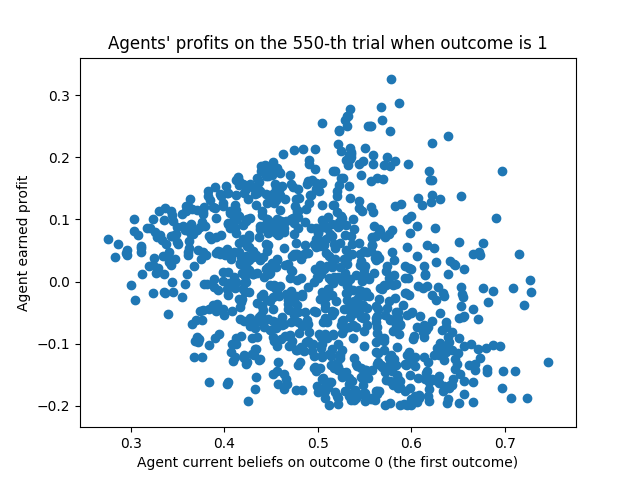 Agents' profits on the 550-th trial when outcome is 1
0.3
0.2
0.1
0.0
−0.1
−0.2
Agent earned profit
0.3 0.4 0.5 0.6 0.7
Agent current beliefs on outcome 0 (the first outcome)